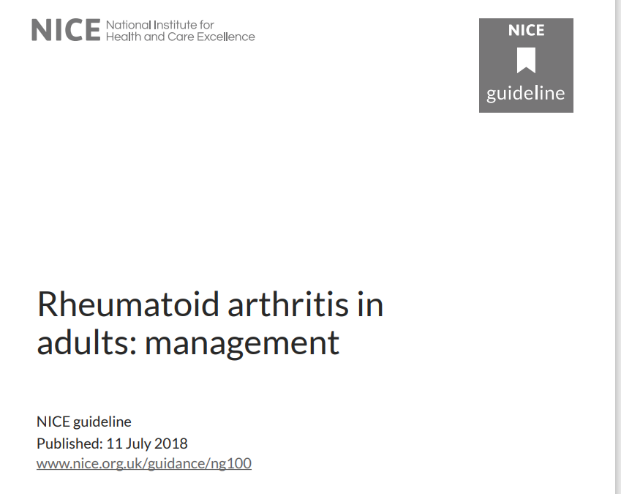 NICE National Institute for
Health and Care Excellence
NICE
guideline
Rheumatoid arthritis in
adults: management
NICE guideline
Published: 11 July 2018
www.nice.org.uk/guidance/ng100